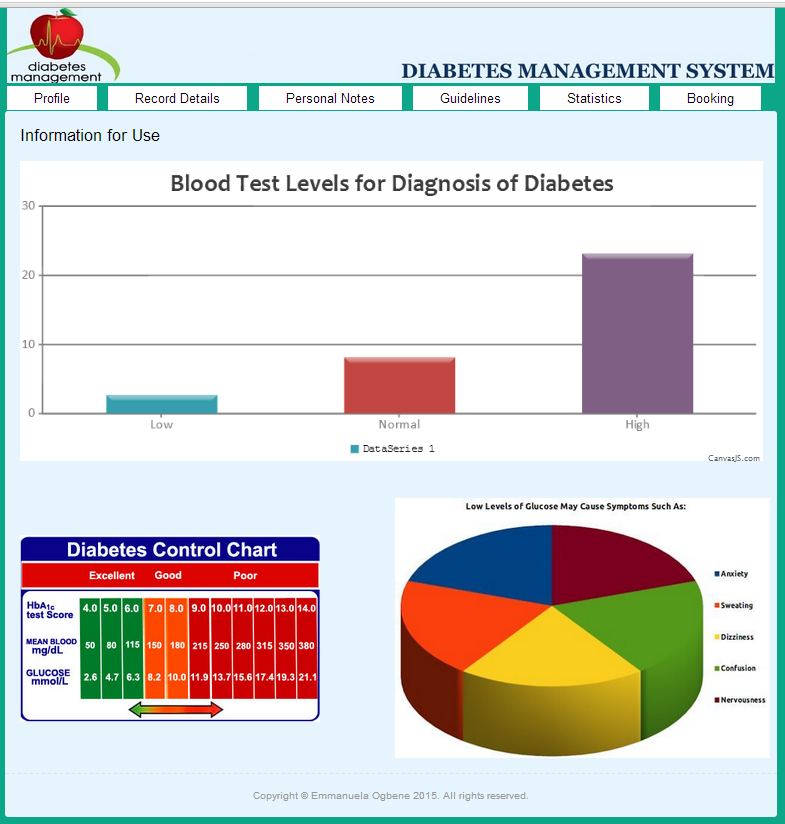 diabetes
management
DIABETES MANAGEMENT SYSTEM
Profile
Record Details
Personal Notes
Guidelines
Statistics
Booking
Information for Use
Blood Test Levels for Diagnosis of Diabetes
30
20
10
0
Low
Normal
High
DataSeries 1
CanvasJS.com
Diabetes Control Chart
Excellent Good Poor
HbA1c
test Score
4.0 5.0 6.0 7.0 8.0 9.0 10.0 11.0 12.0 13.0 14.0
MEAN BLOOD
mg/dL
50 80 115 150 180 215 250 280 315 350 380
GLUCOSE
mmol/L
2.6 4.7 6.3 8.2 10.0 11.9 13.7 15.6 17.4 19.3 21.1
Low Levels of Glucose May Cause Symptoms Such As:
Anxiety
Sweating
Dizziness
Confusion
Nervousness
Copyright © Emmanuela Ogbene 2015. All rights reserved.